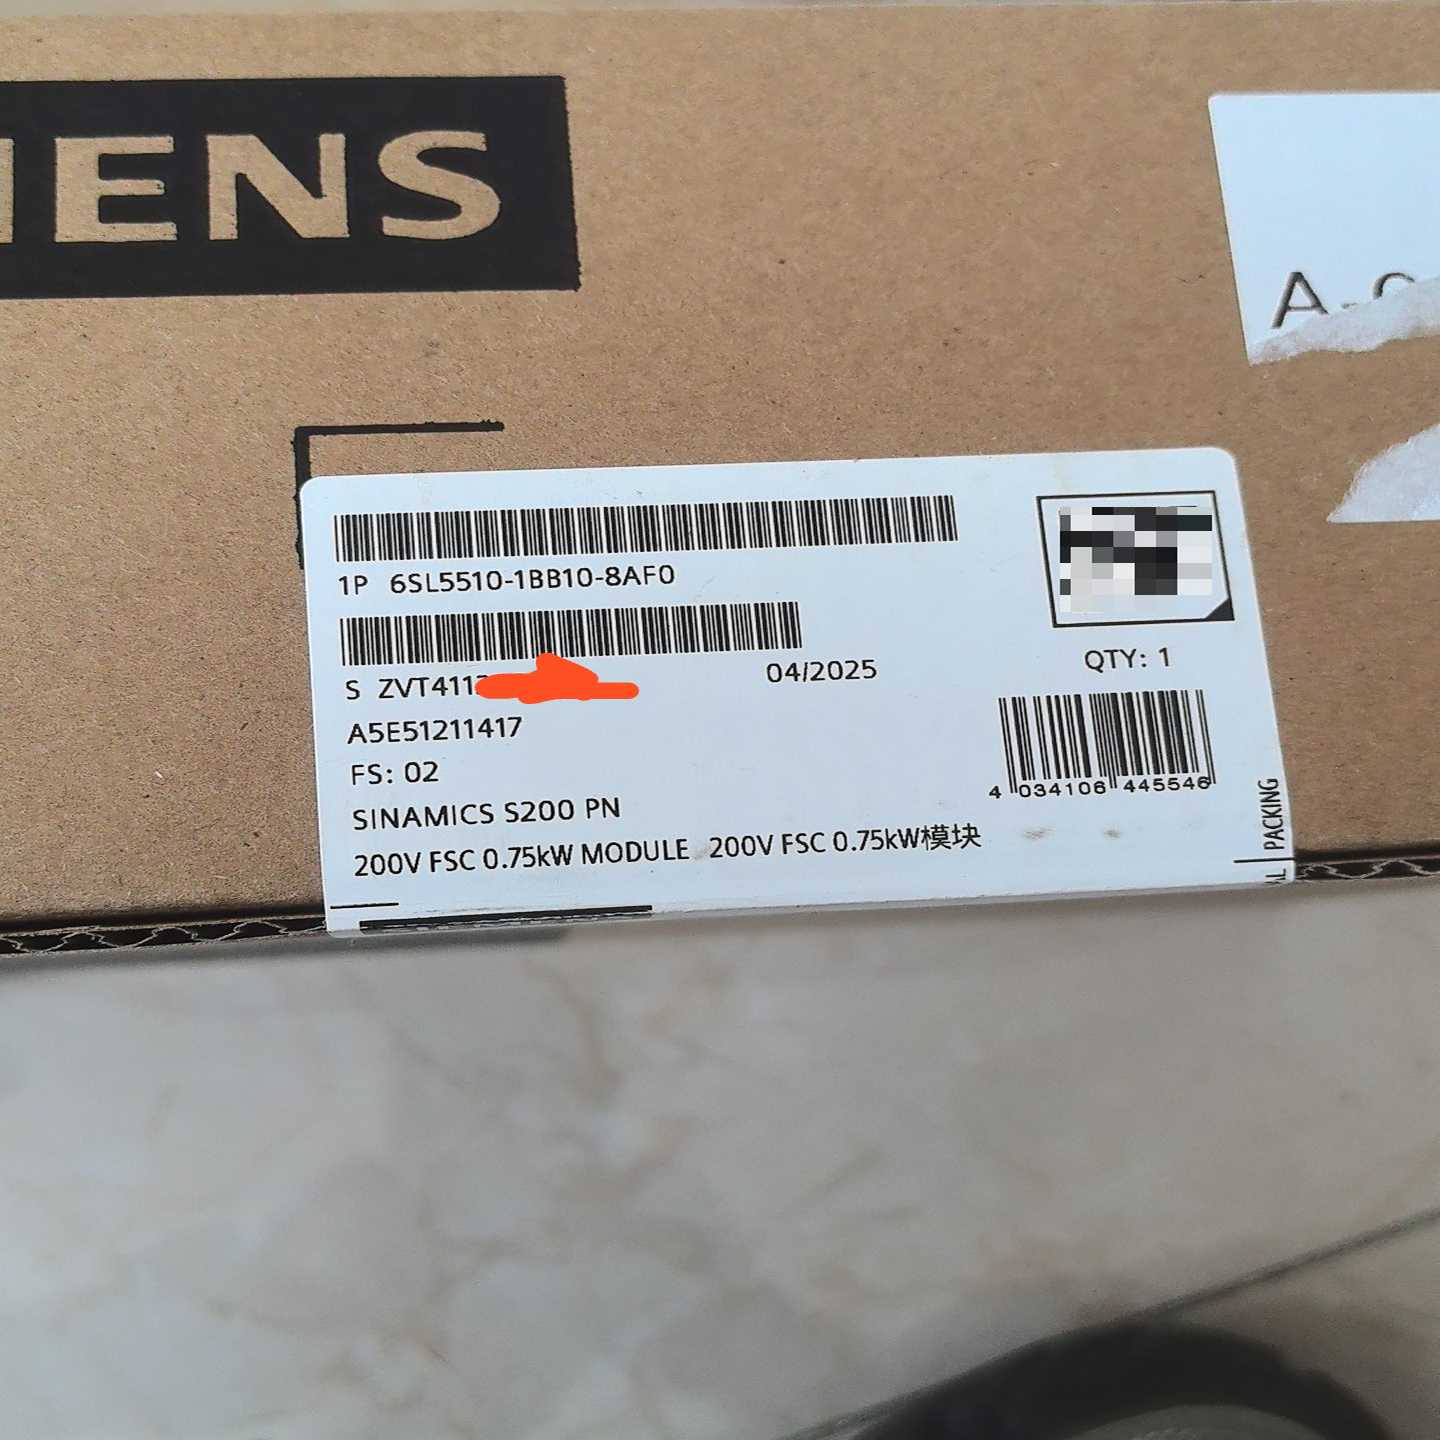 IENS
A-
1P 6SL5510-1BB10-8AF0
S ZVT411
04/2025
QTY: 1
A5E51211417
FS: 02
4 034106 445546
SINAMICS S200 PN
200V FSC 0.75kW MODULE 200V FSC 0.75kW模块
PACKING